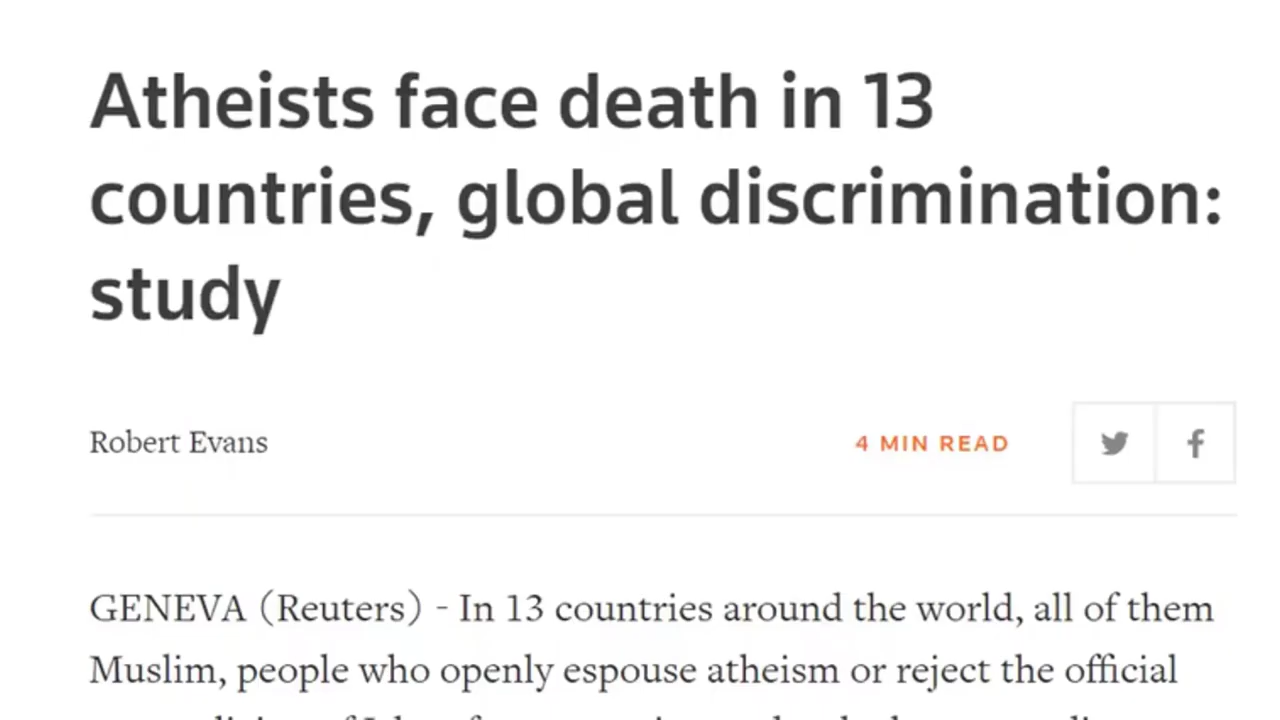 Atheists face death in 13
countries, global discrimination:
study
Robert Evans
4 MIN READ
GENEVA (Reuters) - In 13 countries around the world, all of them
Muslim, people who openly espouse atheism or reject the official